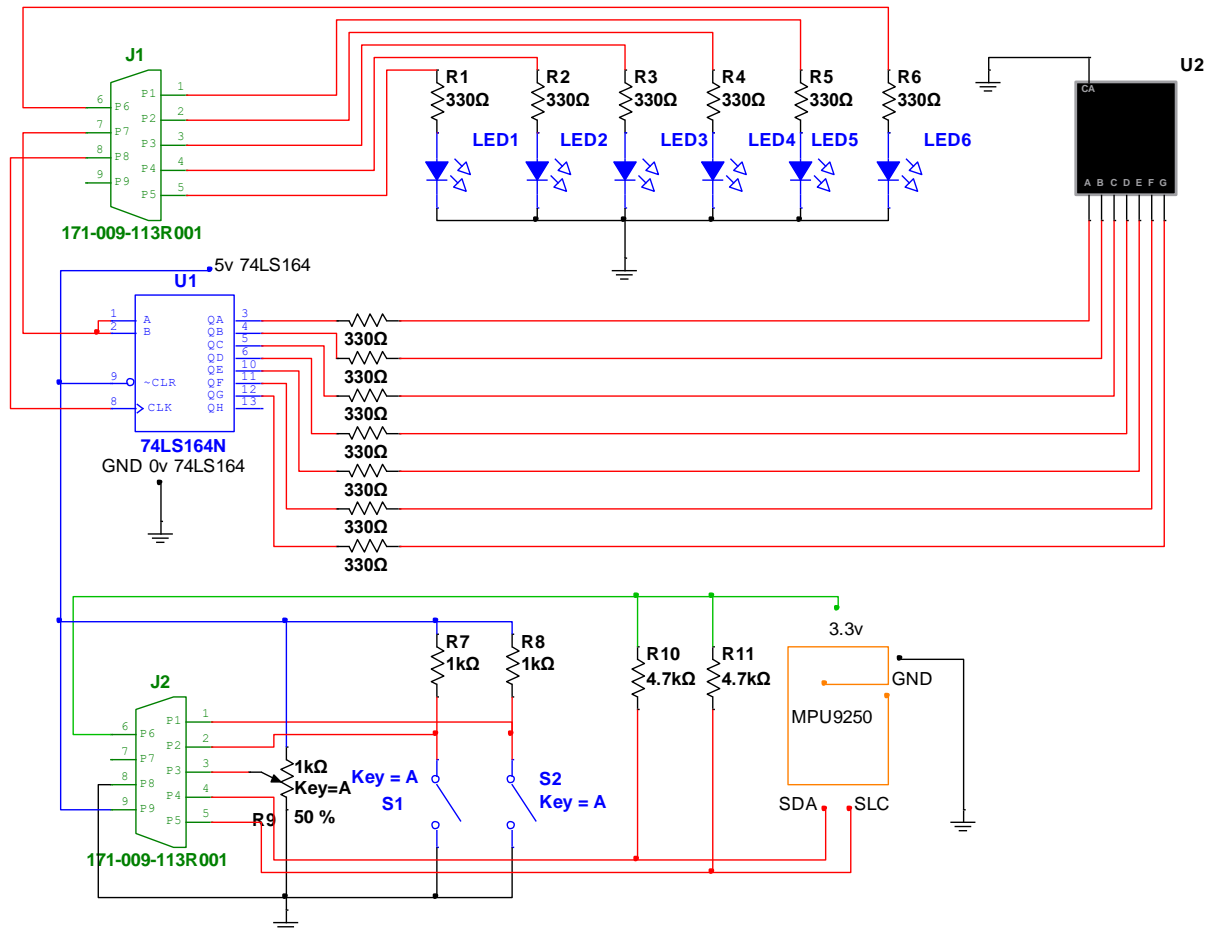 J1
P1 1
P2 2
P3 3
P4 4
P5 5
6 P6
7 P7
8 P8
9 P9
171-009-113R001
R1
330Ω
R2
330Ω
R3
330Ω
R4
330Ω
R5
330Ω
R6
330Ω
LED1
LED2
LED3
LED4
LED5
LED6
U2
CA
A B C D E F G
5v 74LS164
U1
1 A
2 B
9 ~CLR
8 CLK
QA 3
QB 4
QC 5
QD 6
QE 10
QF 11
QG 12
QH 13
74LS164N
GND 0v 74LS164
330Ω
330Ω
330Ω
330Ω
330Ω
330Ω
330Ω
J2
P1 1
P2 2
P3 3
P4 4
P5 5
6 P6
7 P7
8 P8
9 P9
171-009-113R001
1kΩ
Key=A
50 %
R9
R7
1kΩ
R8
1kΩ
Key = A
S1
S2
Key = A
R10
4.7kΩ
R11
4.7kΩ
3.3v
GND
MPU9250
SDA
SLC